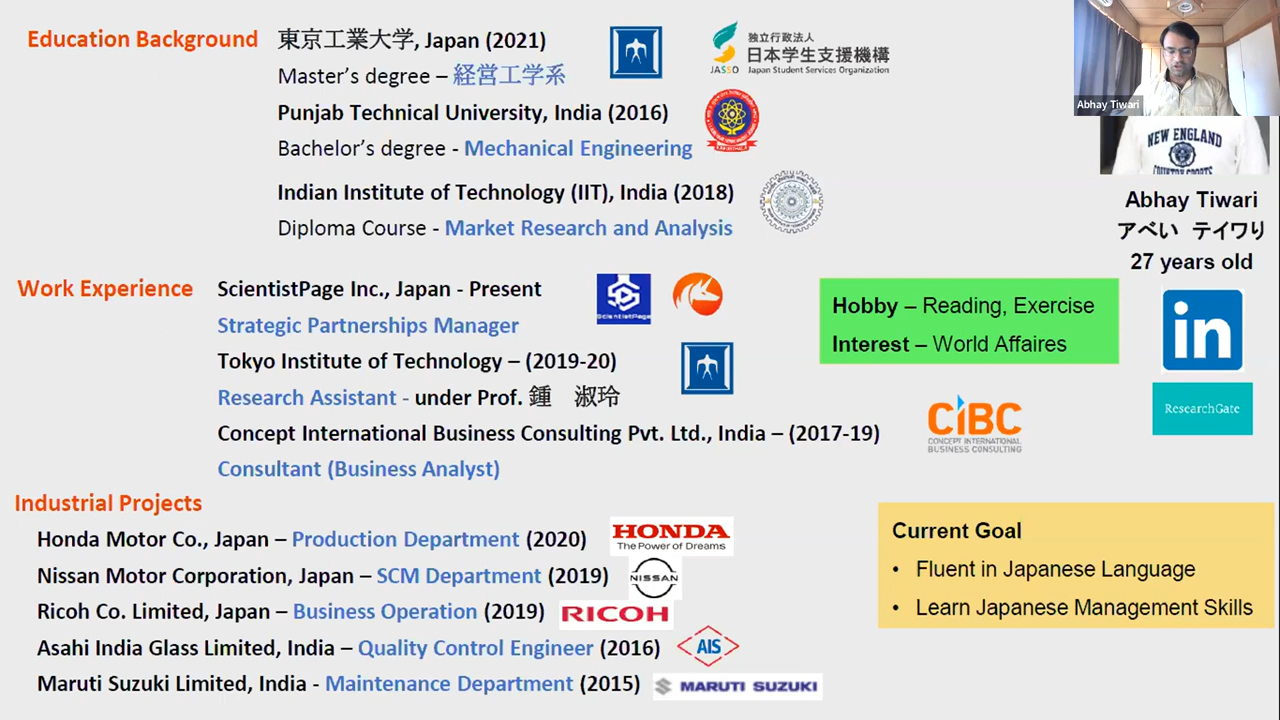 Education Background
東京工業大学, Japan (2021)
Master's degree – 経営工学系
Punjab Technical University, India (2016)
Bachelor's degree - Mechanical Engineering
Indian Institute of Technology (IIT), India (2018)
Diploma Course - Market Research and Analysis
独立行政法人
日本学生支援機構
JASSO Japan Student Services Organization
Abhay Tiwari
NEW ENGLAND
COURTON SPORTS
Abhay Tiwari
アベい テイワり
27 years old
Work Experience
ScientistPage Inc., Japan - Present
Strategic Partnerships Manager
Tokyo Institute of Technology – (2019-20)
Research Assistant - under Prof. 鍾 淑玲
Concept International Business Consulting Pvt. Ltd., India – (2017-19)
Consultant (Business Analyst)
ScientistPage
Hobby – Reading, Exercise
Interest – World Affaires
in
ResearchGate
CiBC
CONCEPT INTERNATIONAL
BUSINESS CONSULTING
Industrial Projects
Honda Motor Co., Japan – Production Department (2020)
HONDA
The Power of Dreams
Nissan Motor Corporation, Japan – SCM Department (2019)
NISSAN
Ricoh Co. Limited, Japan – Business Operation (2019)
RICOH
Asahi India Glass Limited, India – Quality Control Engineer (2016)
AIS
Maruti Suzuki Limited, India - Maintenance Department (2015)
MARUTI SUZUKI
Current Goal
• Fluent in Japanese Language
• Learn Japanese Management Skills